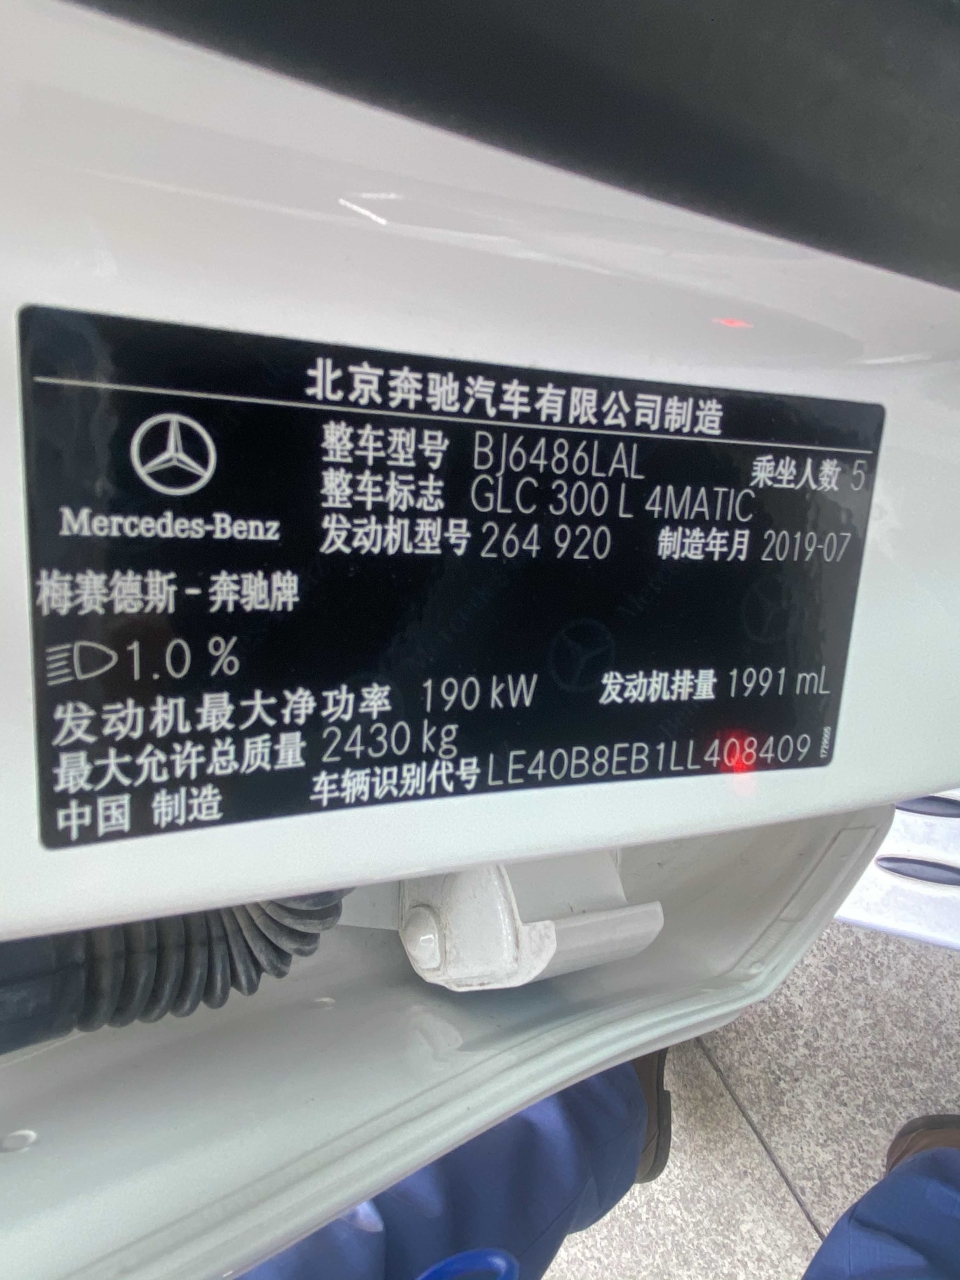 北京奔驰汽车有限公司制造
整车型号 BJ6486LAL 乘坐人数 5
整车标志 GLC 300 L 4MATIC
发动机型号 264 920 制造年月 2019-07
Mercedes-Benz
梅赛德斯-奔驰牌
1.0 %
发动机最大净功率 190 kW 发动机排量 1991 mL
最大允许总质量 2430 kg
中国 制造 车辆识别代号 LE40B8EB1LL408409